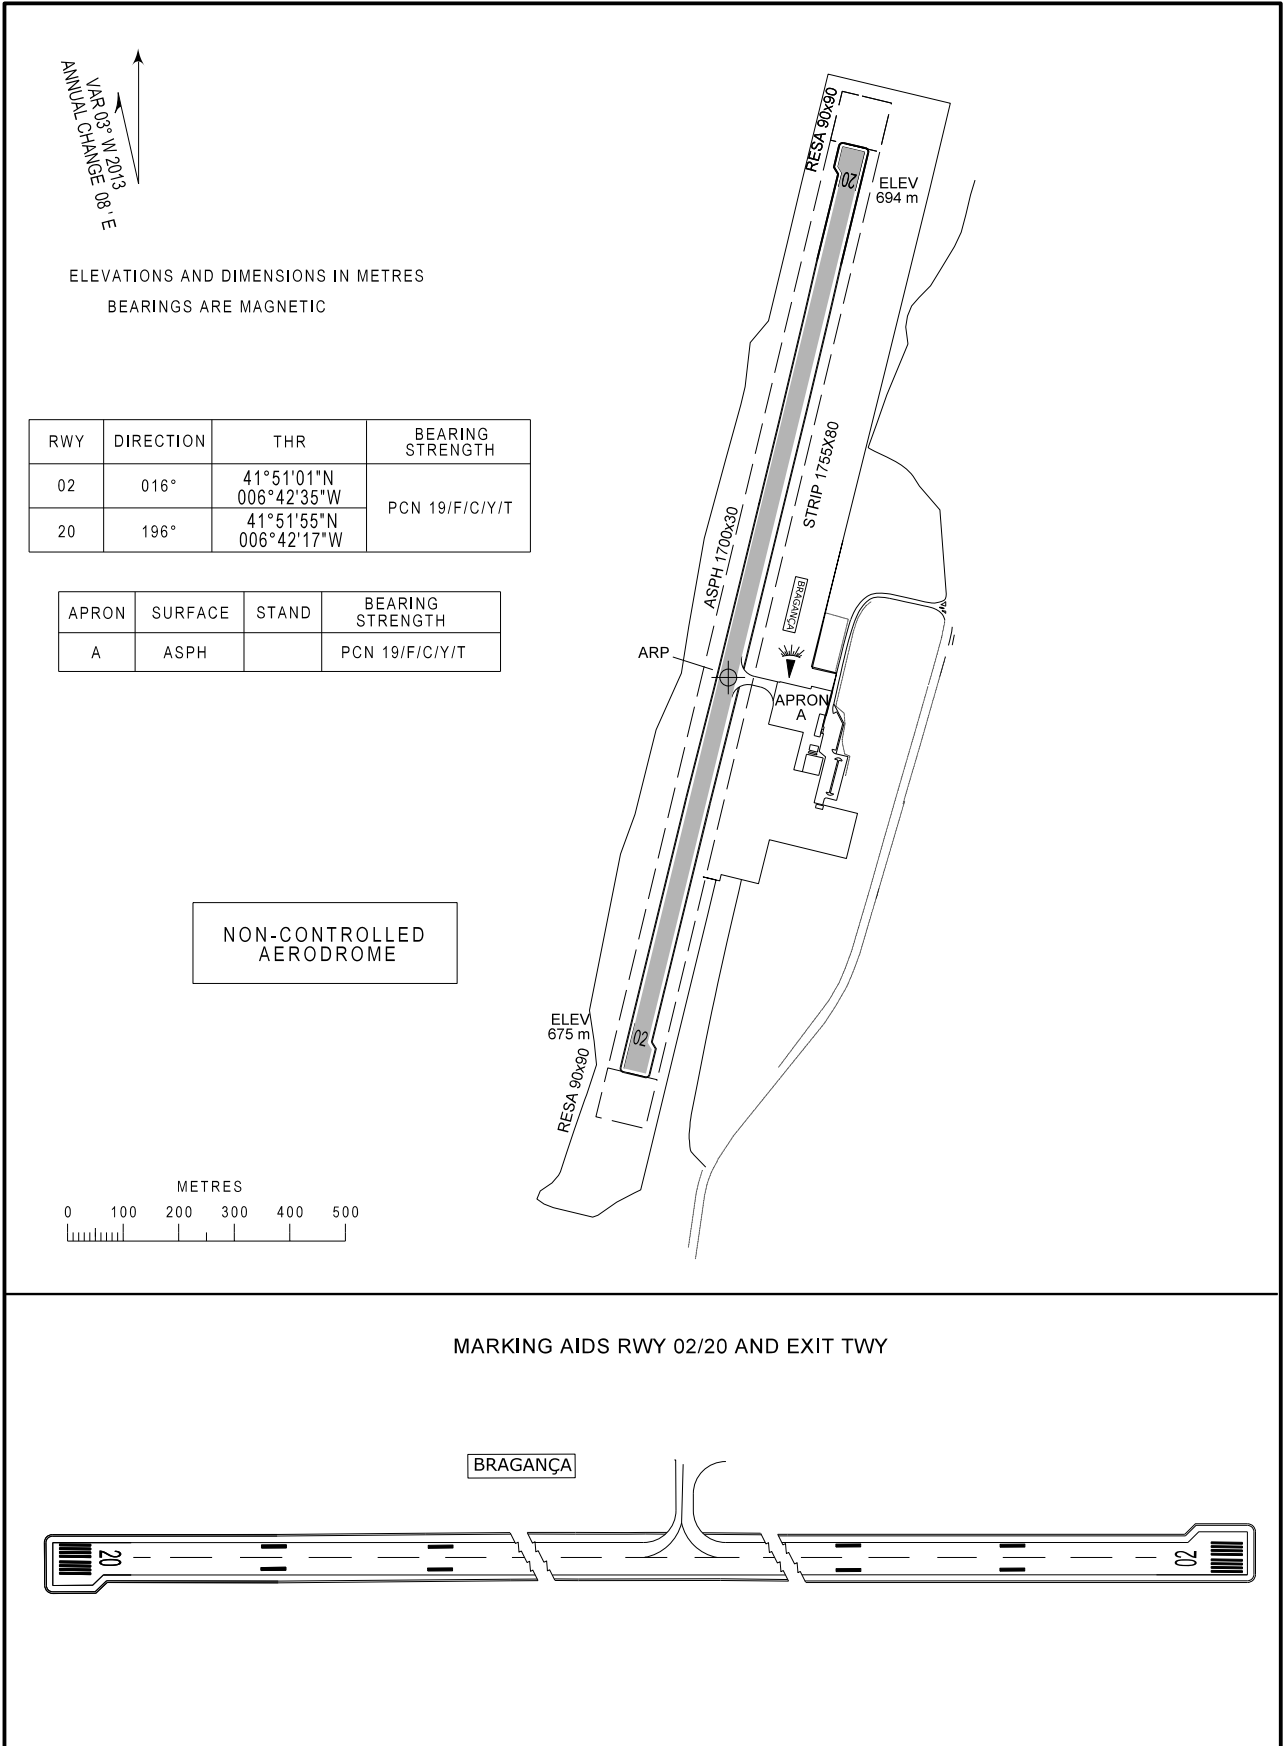 VAR 03° W 2013
ANNUAL CHANGE 08 ' E
ELEVATIONS AND DIMENSIONS IN METRES
BEARINGS ARE MAGNETIC
RWY DIRECTION THR BEARING STRENGTH
02 016° 41°51'01"N 006°42'35"W PCN 19/F/C/Y/T
20 196° 41°51'55"N 006°42'17"W
APRON SURFACE STAND BEARING STRENGTH
A ASPH PCN 19/F/C/Y/T
NON-CONTROLLED
AERODROME
RESA 90x90
20
ELEV
694 m
STRIP 1755X80
ASPH 1700x30
BRAGANÇA
ARP
APRON
A
ELEV
675 m
02
RESA 90x90
METRES
0 100 200 300 400 500
MARKING AIDS RWY 02/20 AND EXIT TWY
BRAGANÇA
20
02